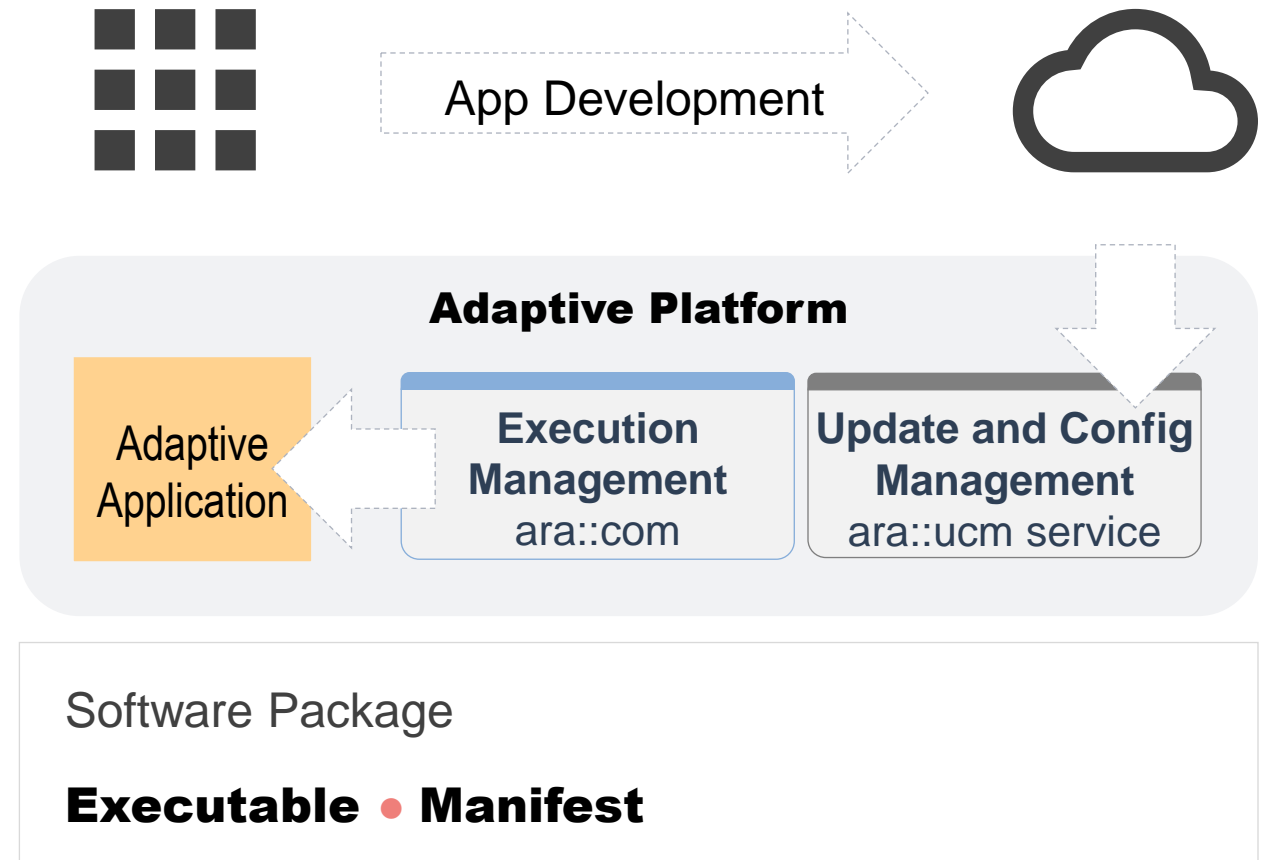 App Development
Adaptive Platform
Adaptive
Application
Execution
Management
ara::com
Update and Config
Management
ara::ucm service
Software Package
Executable ● Manifest